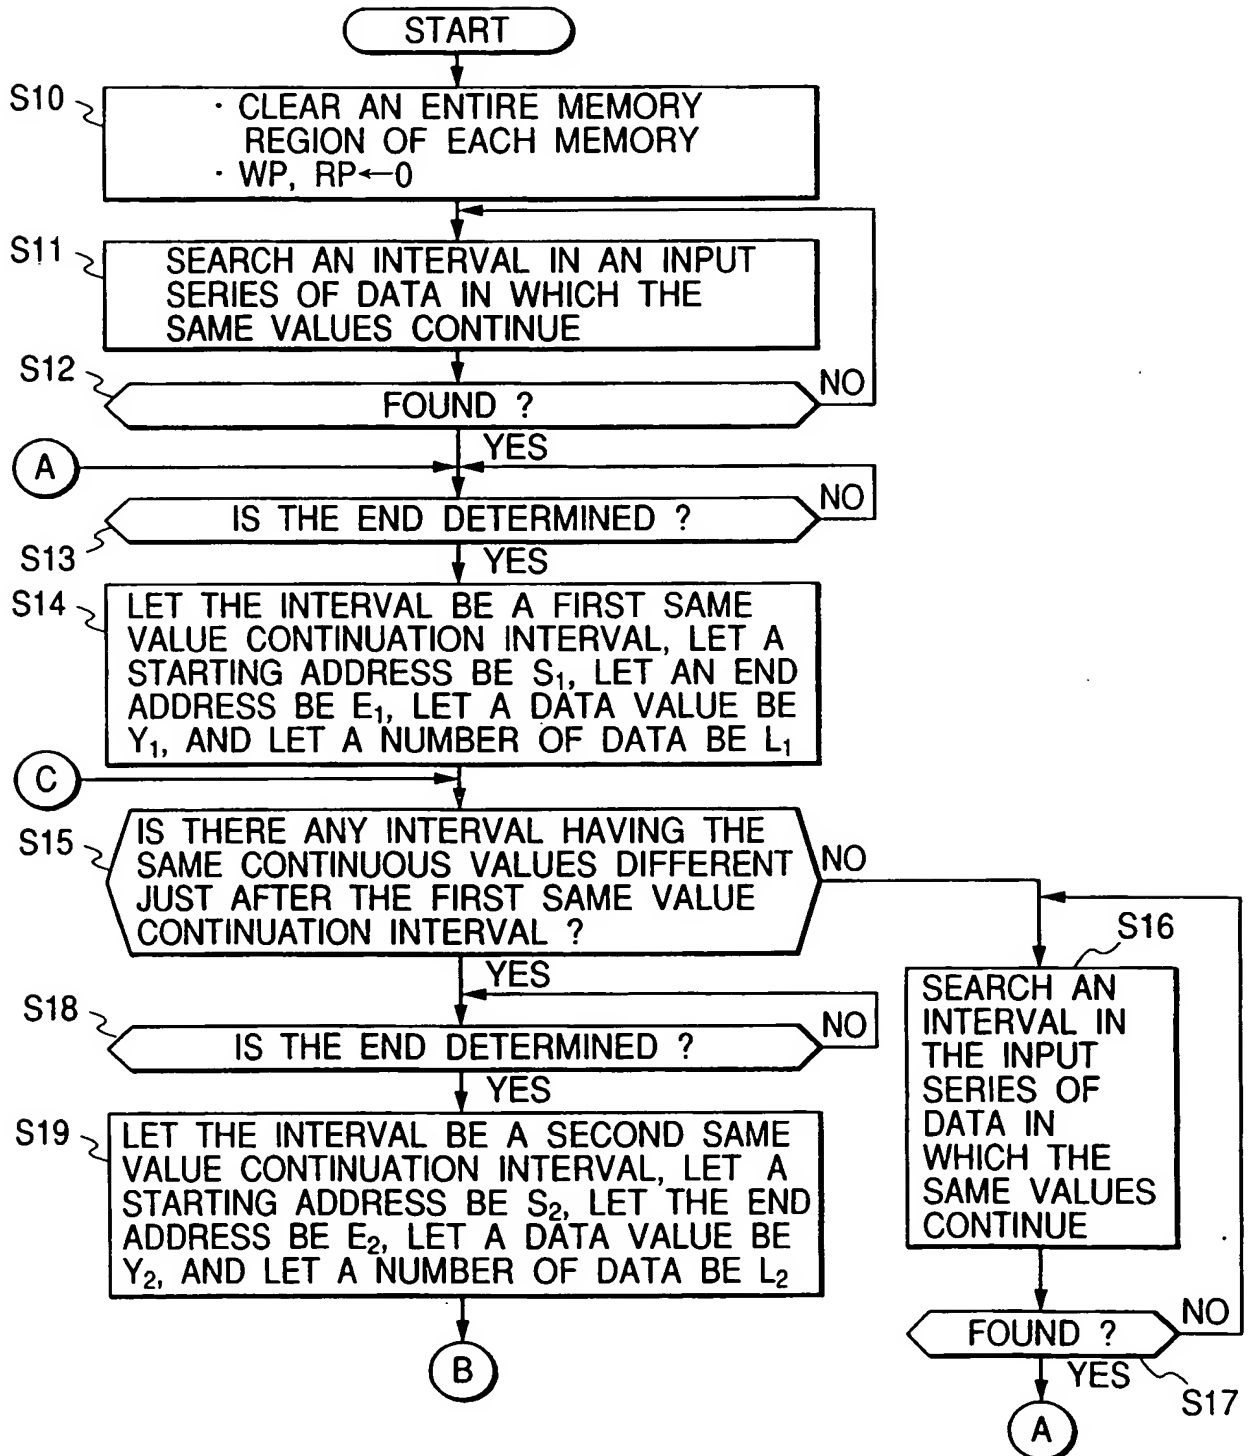 START
S10
· CLEAR AN ENTIRE MEMORY
REGION OF EACH MEMORY
· WP, RP←0
S11
SEARCH AN INTERVAL IN AN INPUT
SERIES OF DATA IN WHICH THE
SAME VALUES CONTINUE
S12
FOUND ?
NO
YES
A
IS THE END DETERMINED ?
NO
S13
YES
S14
LET THE INTERVAL BE A FIRST SAME
VALUE CONTINUATION INTERVAL, LET A
STARTING ADDRESS BE S₁, LET AN END
ADDRESS BE E₁, LET A DATA VALUE BE
Y₁, AND LET A NUMBER OF DATA BE L₁
C
S15
IS THERE ANY INTERVAL HAVING THE
SAME CONTINUOUS VALUES DIFFERENT
JUST AFTER THE FIRST SAME VALUE
CONTINUATION INTERVAL ?
NO
YES
S16
SEARCH AN
INTERVAL IN
THE INPUT
SERIES OF
DATA IN
WHICH THE
SAME VALUES
CONTINUE
S18
IS THE END DETERMINED ?
NO
YES
S19
LET THE INTERVAL BE A SECOND SAME
VALUE CONTINUATION INTERVAL, LET A
STARTING ADDRESS BE S₂, LET THE END
ADDRESS BE E₂, LET A DATA VALUE BE
Y₂, AND LET A NUMBER OF DATA BE L₂
B
FOUND ?
NO
YES
S17
A